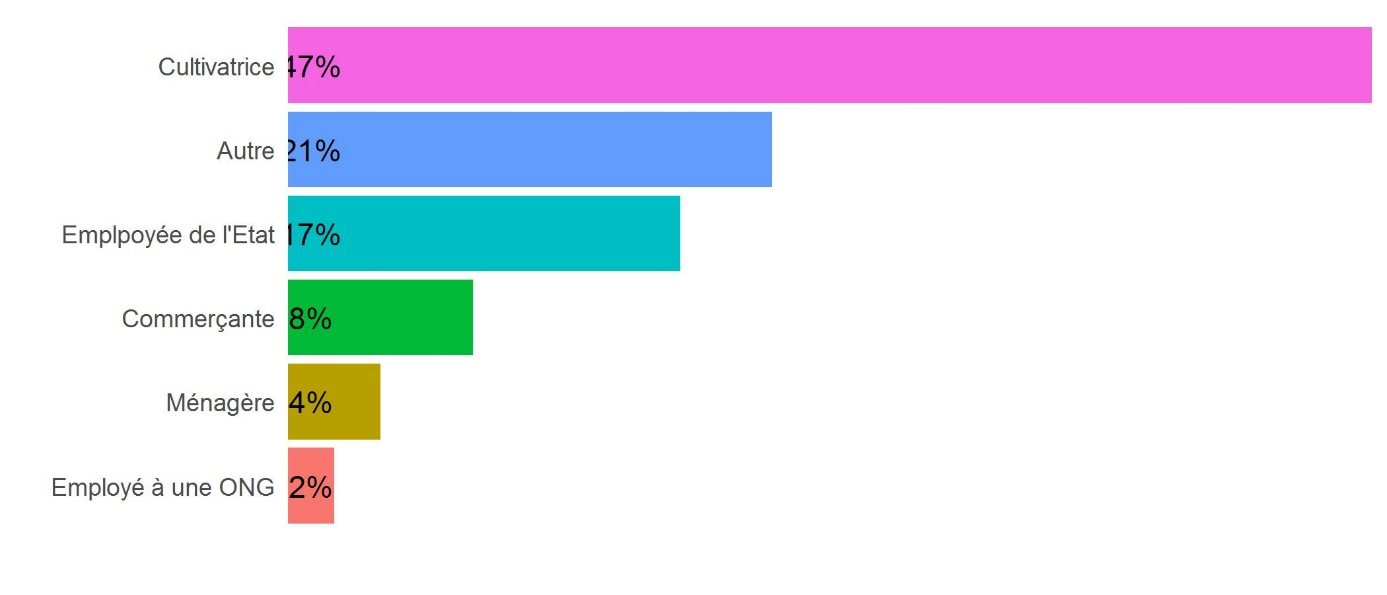 Cultivatrice 47%
Autre 21%
Emplpoyée de l'Etat 17%
Commerçante 8%
Ménagère 4%
Employé à une ONG 2%